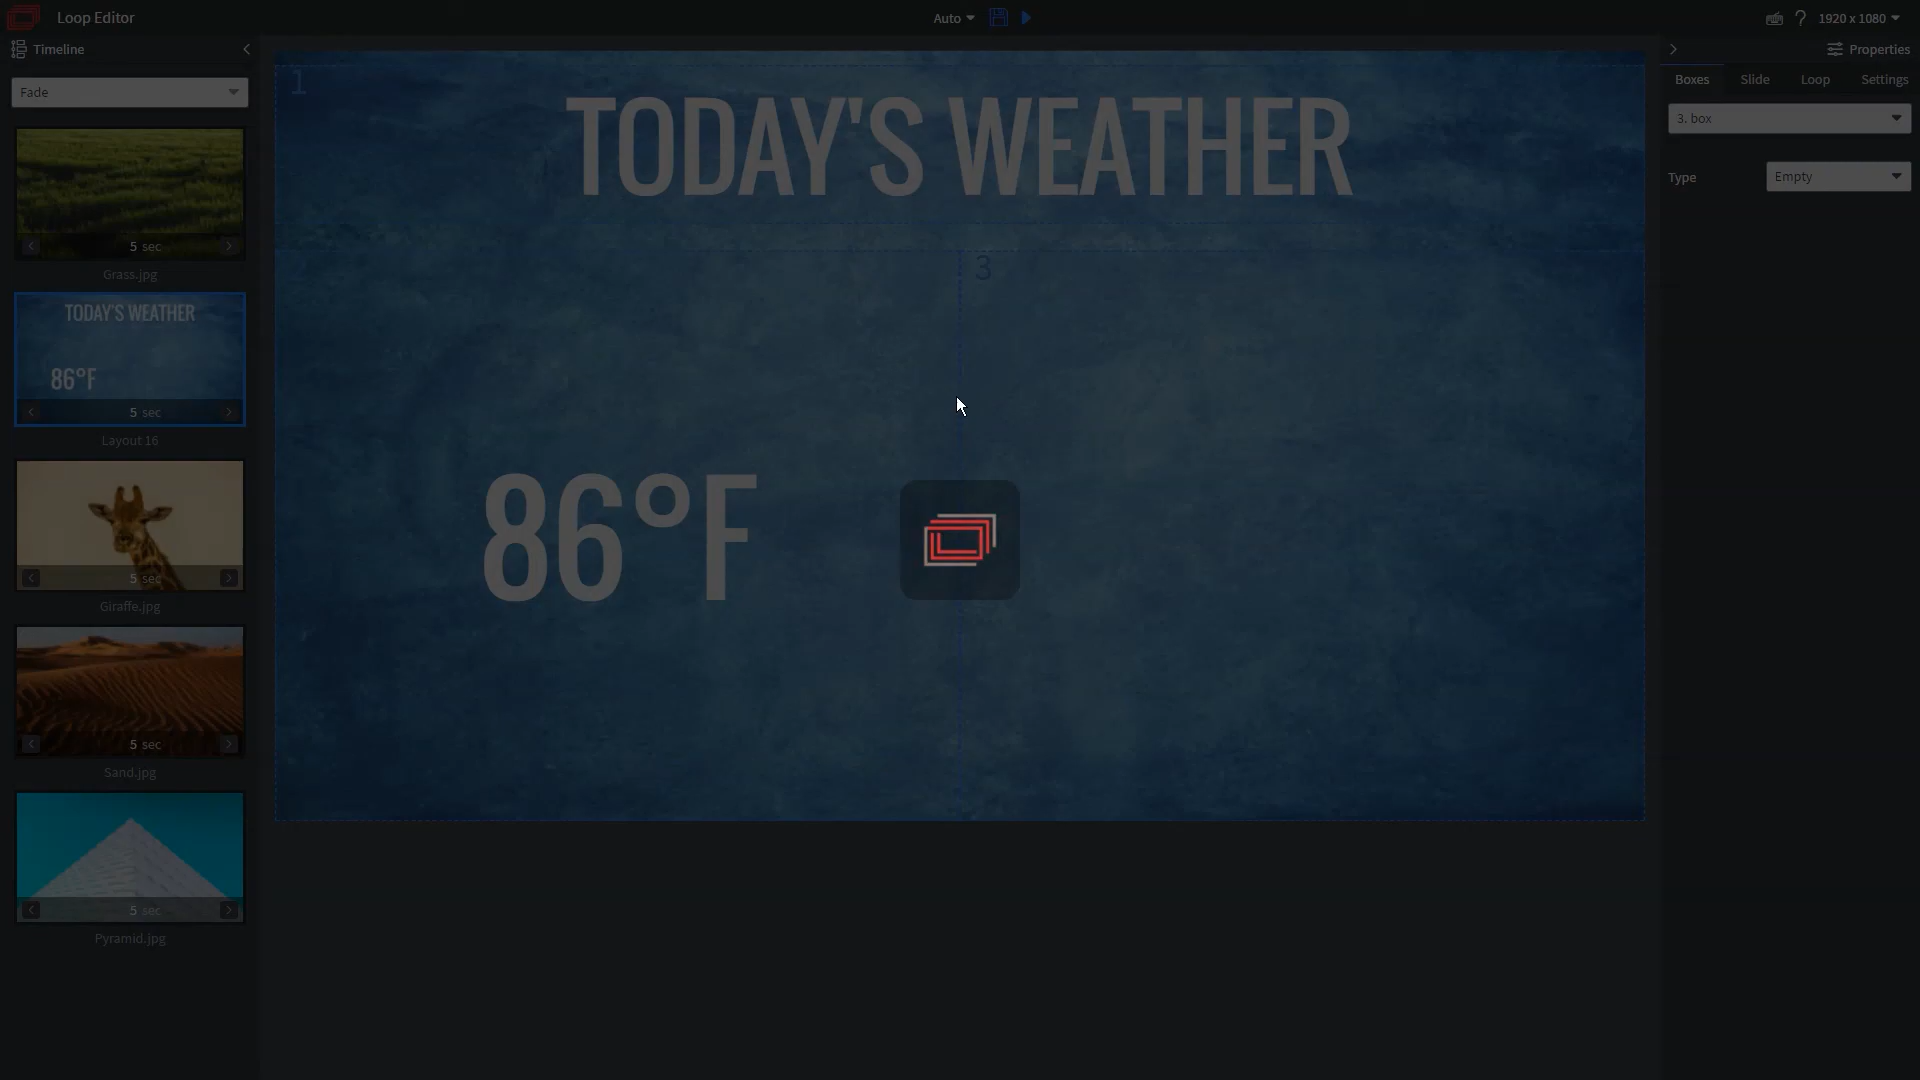 Loop Editor
Auto
1920 x 1080
Timeline
Properties
Fade
Boxes Slide Loop Settings
3. box
Type Empty
5 sec
Grass.jpg
TODAY'S WEATHER
86°F
5 sec
Layout 16
5 sec
Giraffe.jpg
5 sec
Sand.jpg
5 sec
Pyramid.jpg
1
TODAY'S WEATHER
3
86°F